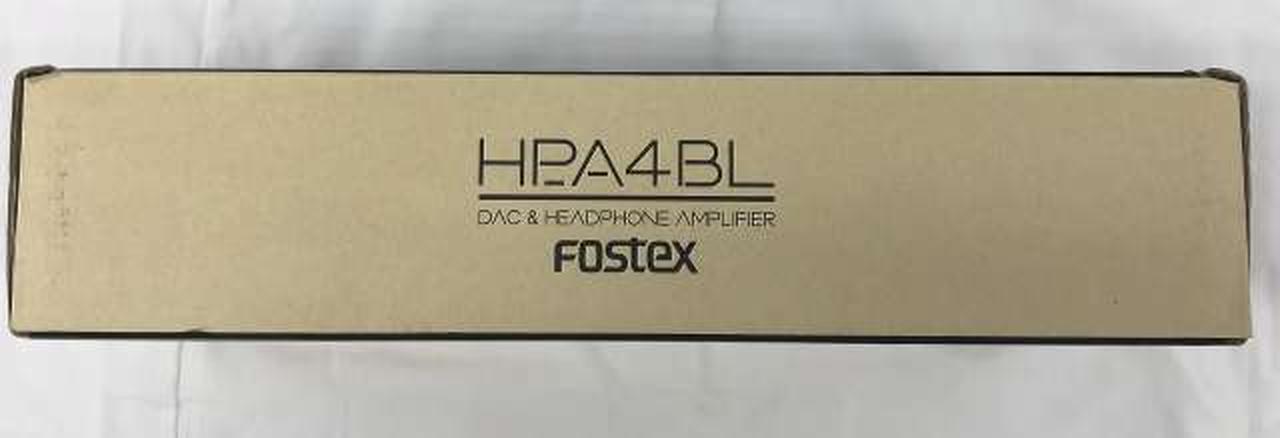 HPA4BL
DAC & HEADPHONE AMPLIFIER
Fostex